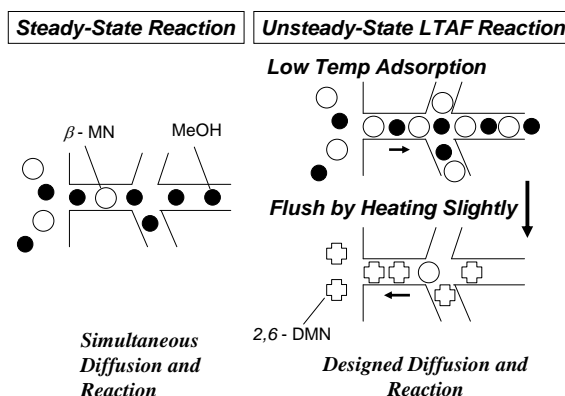 Steady-State Reaction
β- MN
MeOH
Simultaneous
Diffusion and
Reaction
Unsteady-State LTAF Reaction
Low Temp Adsorption
Flush by Heating Slightly
2,6- DMN
Designed Diffusion and
Reaction